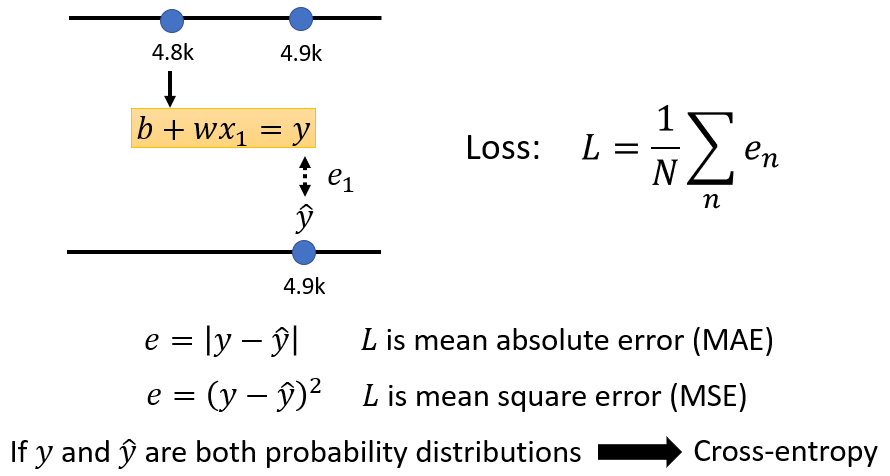 4.8k 4.9k
b + wx₁ = y
e₁
ŷ
4.9k
Loss: L = 1/N ∑ₙ eₙ
e = |y − ŷ| L is mean absolute error (MAE)
e = (y − ŷ)² L is mean square error (MSE)
If y and ŷ are both probability distributions Cross-entropy